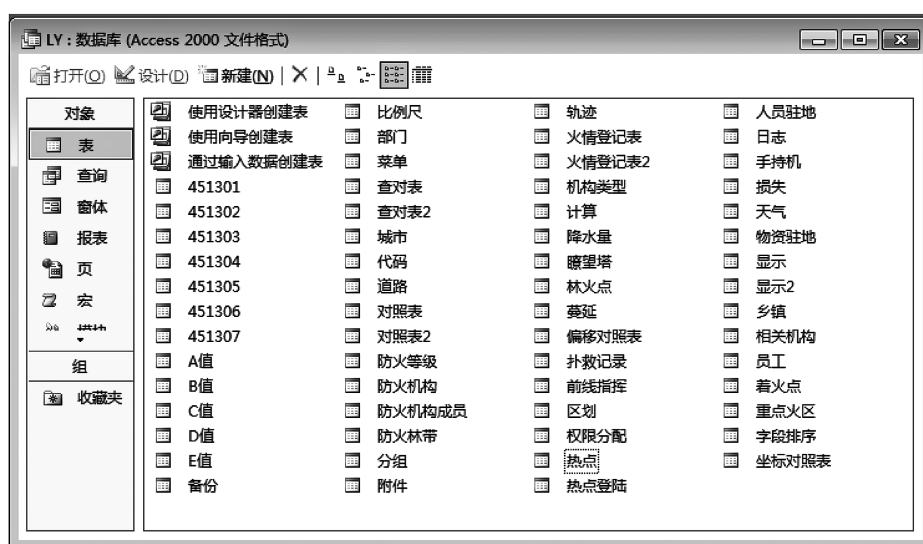 LY : 数据库 (Access 2000 文件格式)
打开(O) 设计(D) 新建(N)
对象
表
查询
窗体
报表
页
宏
模块
组
收藏夹
使用设计器创建表
使用向导创建表
通过输入数据创建表
451301
451302
451303
451304
451305
451306
451307
A值
B值
C值
D值
E值
备份
比例尺
部门
菜单
查对表
查对表2
城市
代码
道路
对照表
对照表2
防火等级
防火机构
防火机构成员
防火林带
分组
附件
轨迹
火情登记表
火情登记表2
机构类型
计算
降水量
瞭望塔
林火点
蔓延
偏移对照表
扑救记录
前线指挥
区划
权限分配
热点
热点登陆
人员驻地
日志
手持机
损失
天气
物资驻地
显示
显示2
乡镇
相关机构
员工
着火点
重点火区
字段排序
坐标对照表